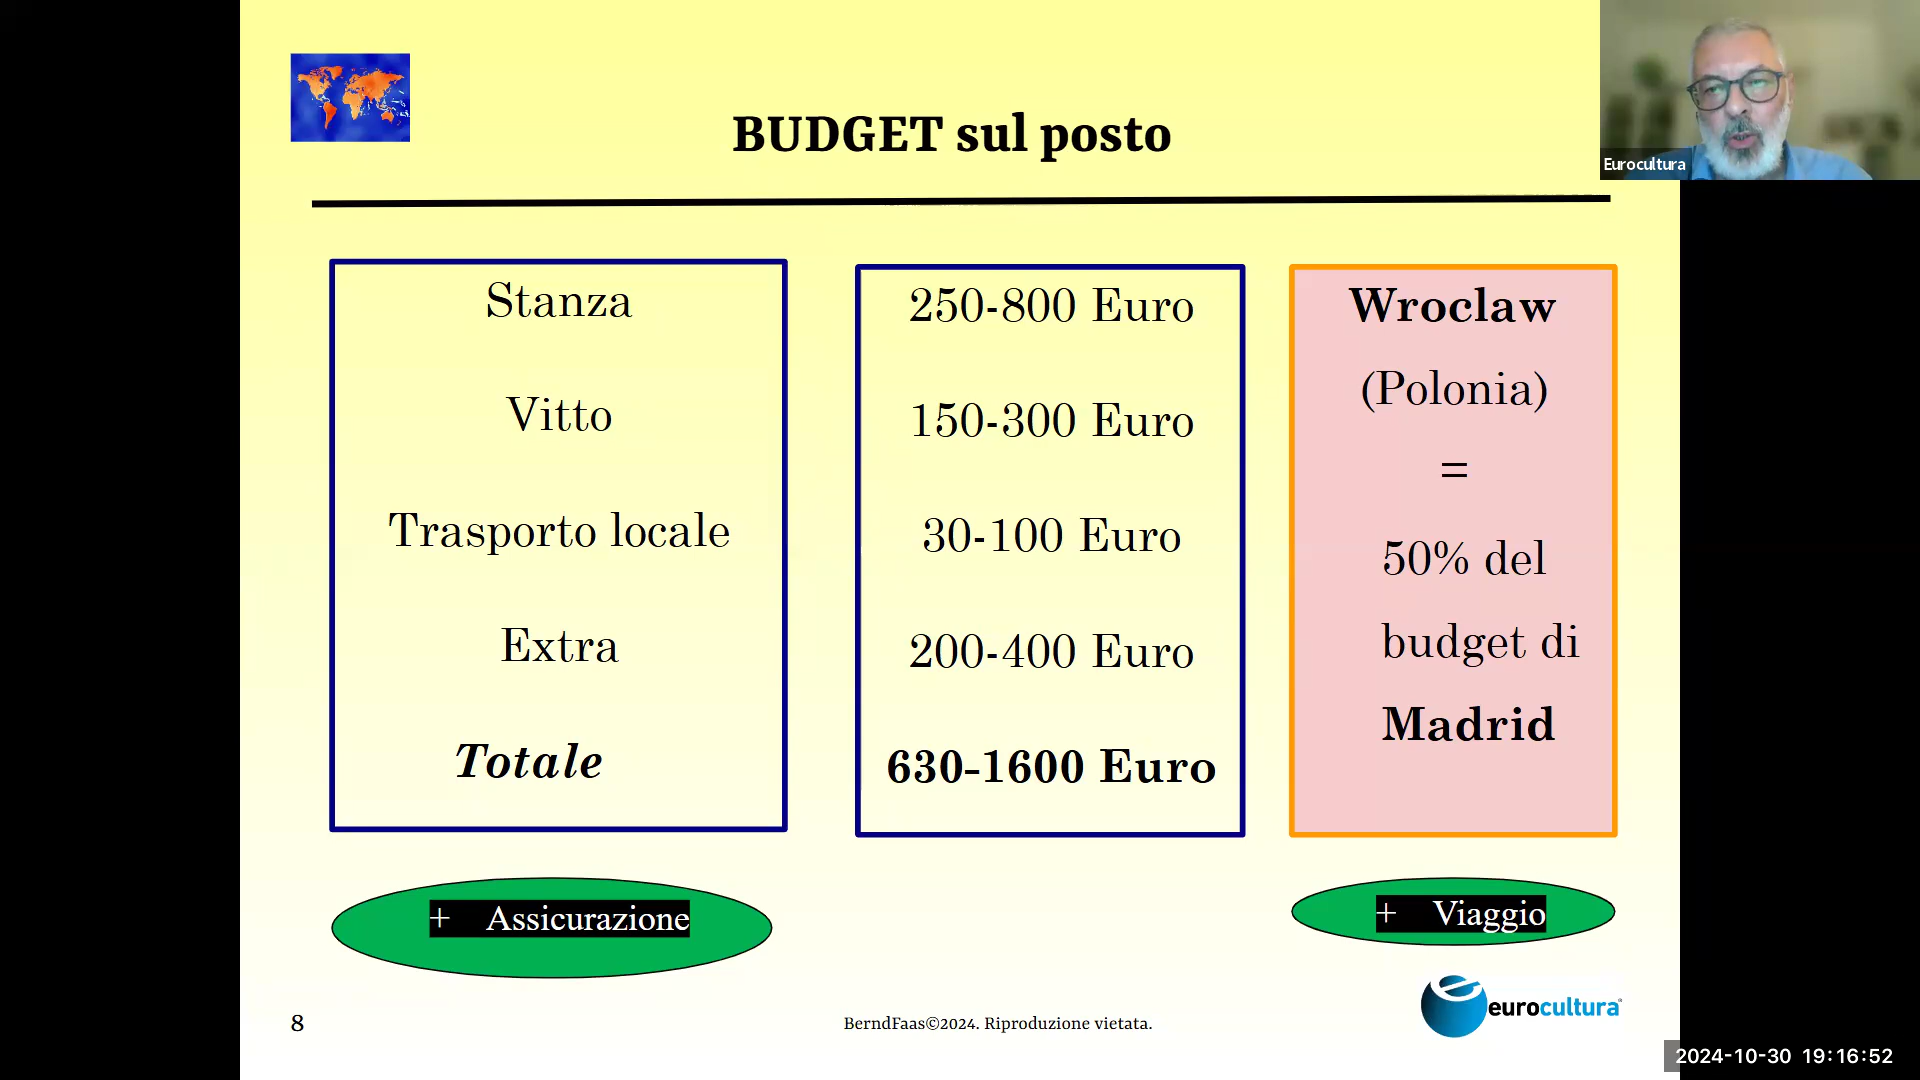 BUDGET sul posto
Eurocultura
Stanza
Vitto
Trasporto locale
Extra
Totale
250-800 Euro
150-300 Euro
30-100 Euro
200-400 Euro
630-1600 Euro
Wroclaw
(Polonia)
=
50% del
budget di
Madrid
+ Assicurazione
+ Viaggio
8
BerndFaas©2024. Riproduzione vietata.
eurocultura
2024-10-30 19:16:52